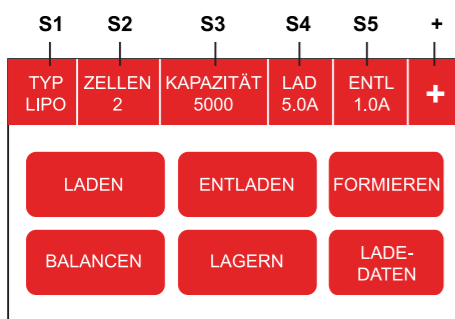 S1 S2 S3 S4 S5 +
TYP ZELLEN KAPAZITÄT LAD ENTL +
LIPO 2 5000 5.0A 1.0A
LADEN ENTLADEN FORMIEREN
BALANCEN LAGERN LADE-
DATEN